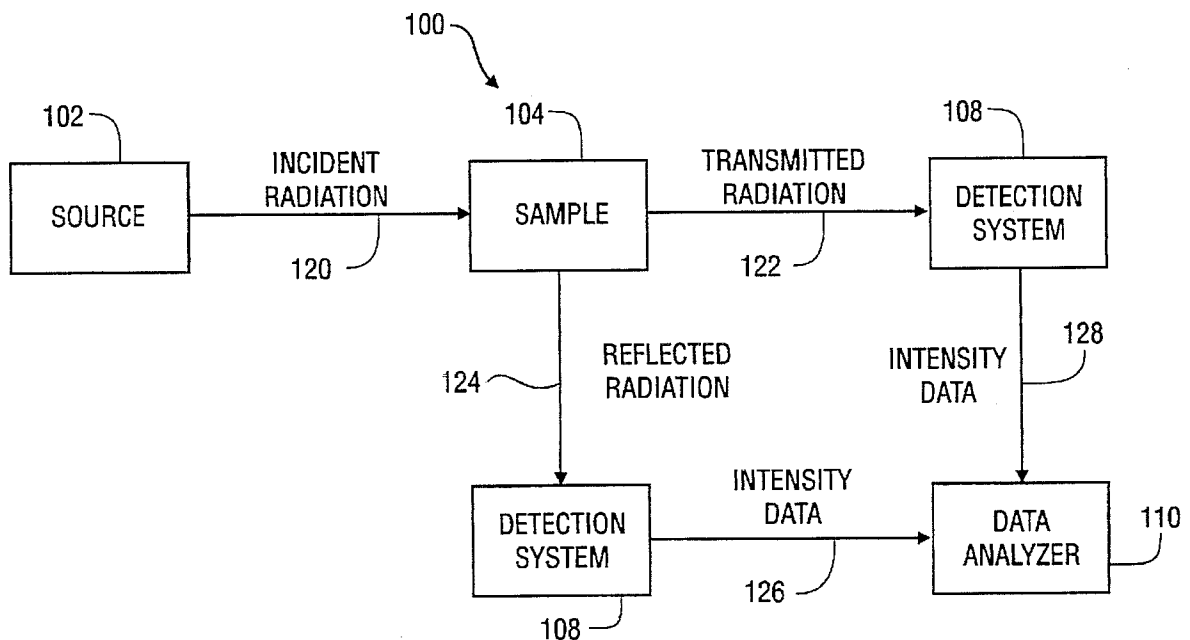 100
102
104
108
SOURCE
INCIDENT
RADIATION
120
SAMPLE
TRANSMITTED
RADIATION
122
DETECTION
SYSTEM
124
REFLECTED
RADIATION
INTENSITY
DATA
128
DETECTION
SYSTEM
108
INTENSITY
DATA
126
DATA
ANALYZER
110